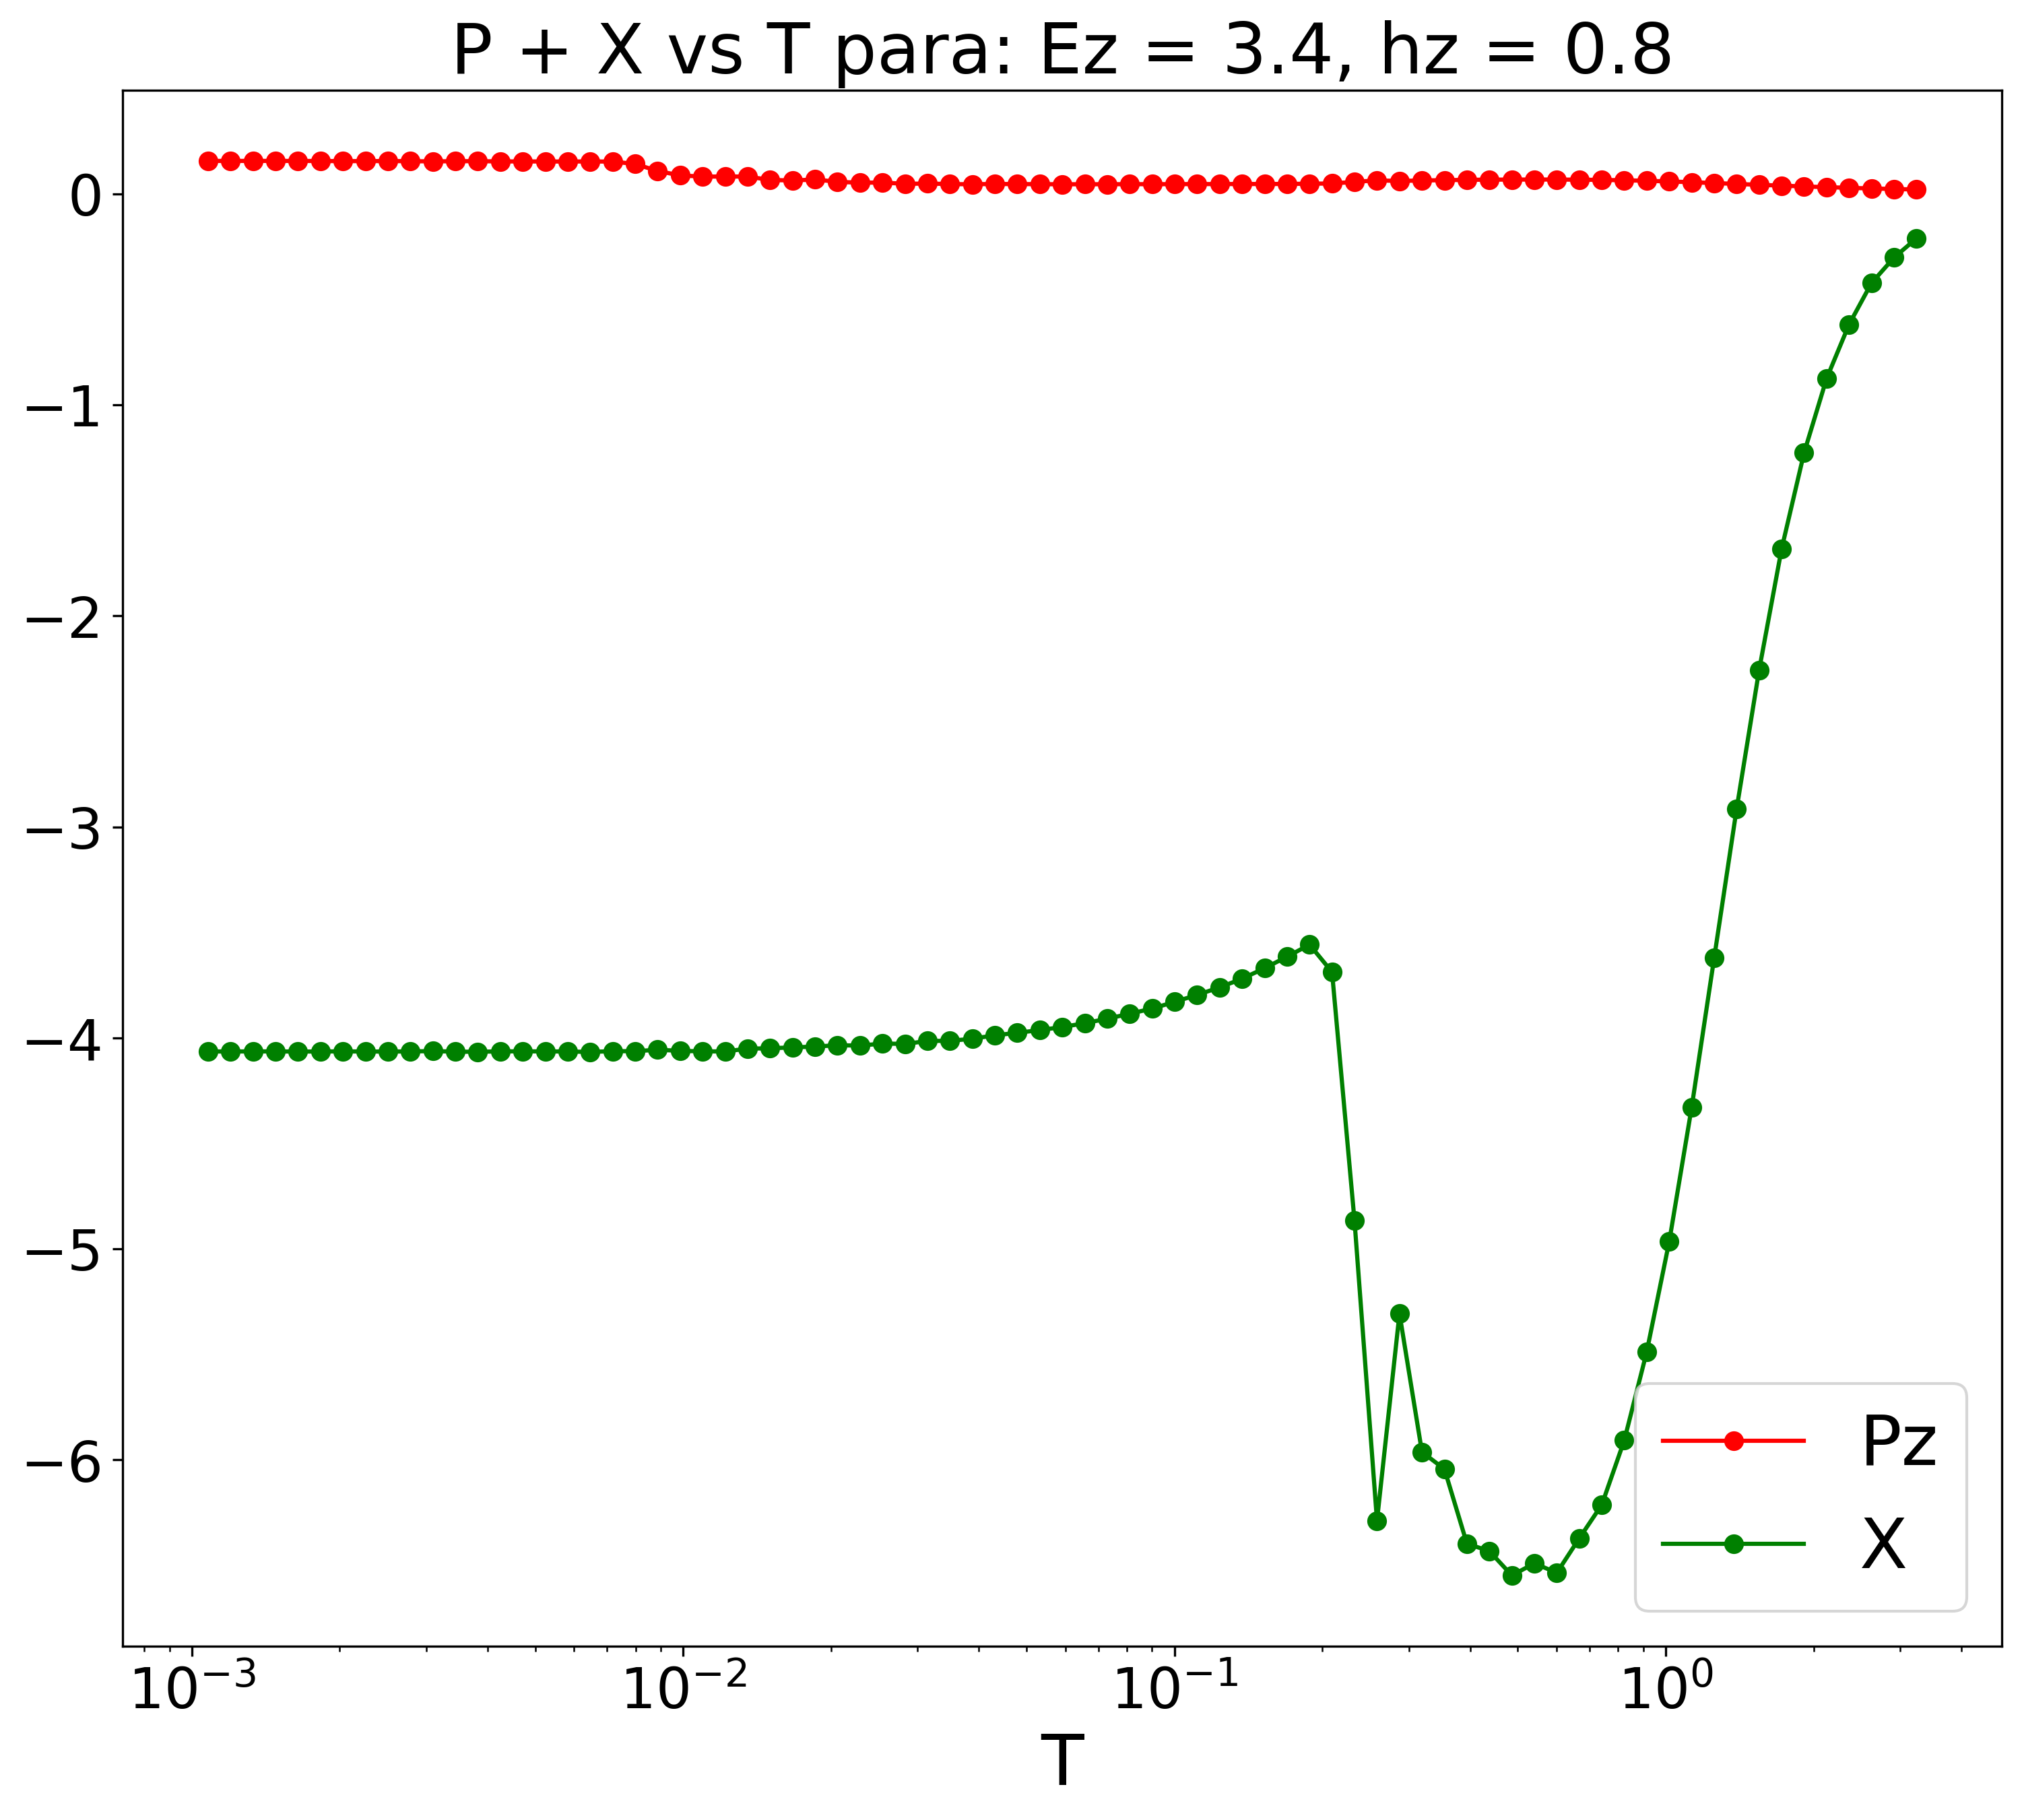 P + X vs T para: Ez = 3.4, hz = 0.8
0
−1
−2
−3
−4
−5
−6
Pz
X
10⁻³ 10⁻² 10⁻¹ 10⁰
T